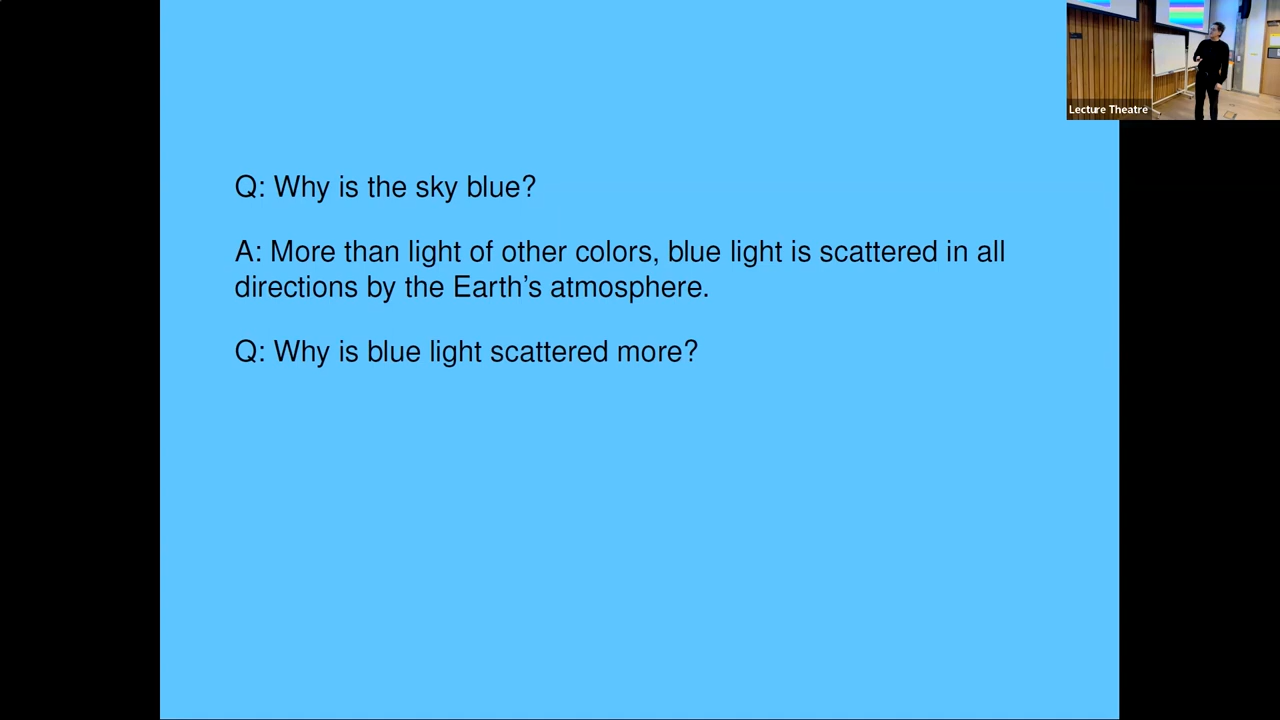 Lecture Theatre
Q: Why is the sky blue?
A: More than light of other colors, blue light is scattered in all
directions by the Earth’s atmosphere.
Q: Why is blue light scattered more?